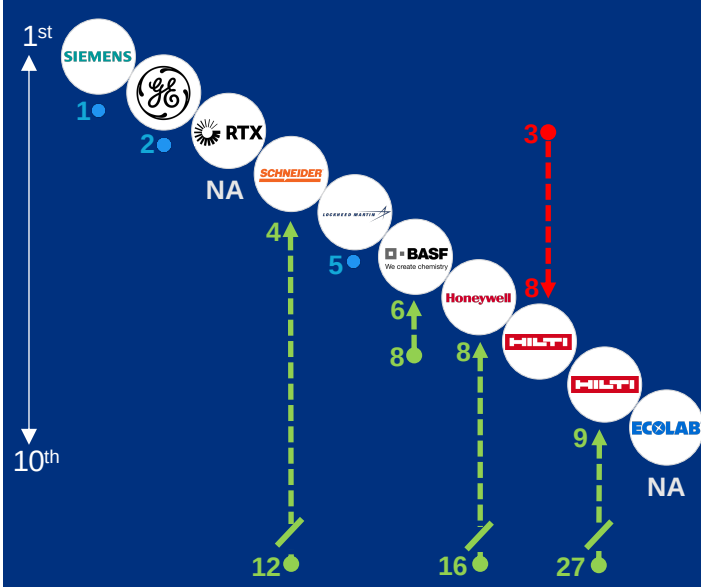 1st
SIEMENS
1
GE
2
RTX
NA
SCHNEIDER
3
4
LOCKHEED MARTIN
5
BASF
We create chemistry
6
8
Honeywell
8
8
HILTI
HILTI
9
ECOLAB
NA
10th
12
16
27